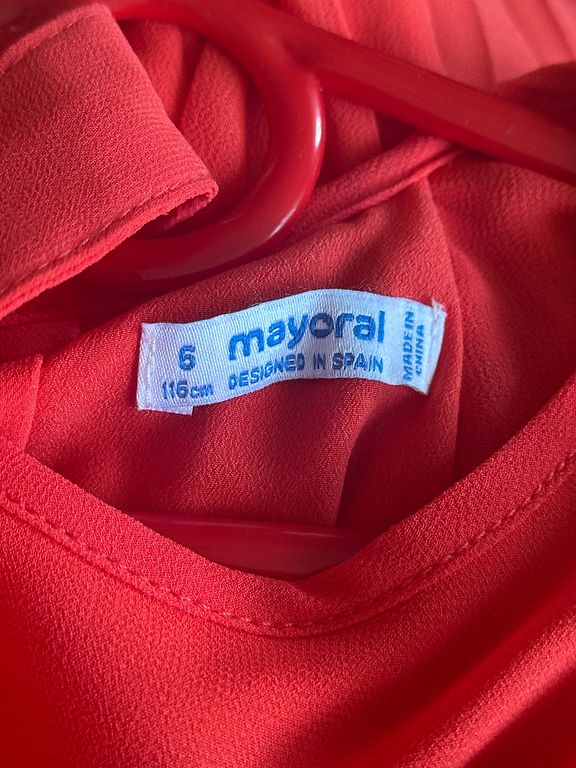 6
116cm
mayoral
DESIGNED IN SPAIN
MADE IN
CHINA